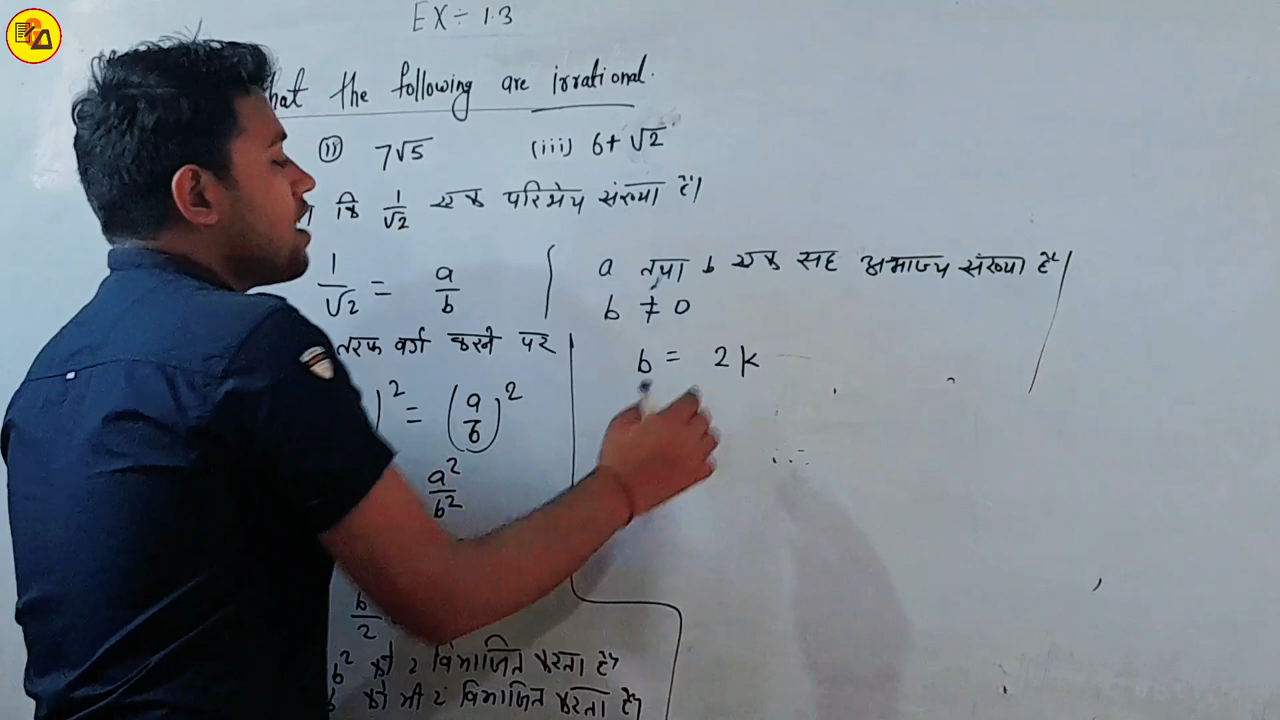 EX÷ 1.3
hat the following are irrational.
(ii) 7√5 (iii) 6+√2
कि 1/√2 एक परिमेय संख्या है।
1/√2 = a/b
a तथा b एक सह अभाज्य संख्या है।
b ≠ 0
तरफ वर्ग करने पर
b = 2k
)² = (a/b)²
a²/b²
b/2
b² को 2 विभाजित करता है
b को भी 2 विभाजित करता है